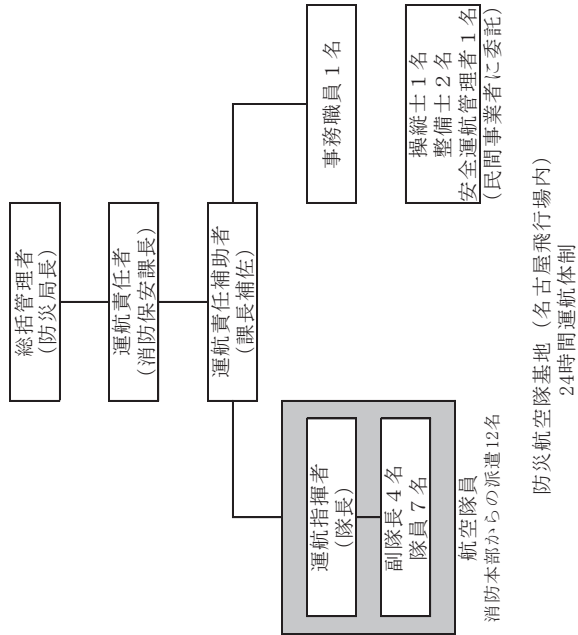 総括管理者
(防災局長)
運航責任者
(消防保安課長)
運航責任補助者
(課長補佐)
運航指揮者
(隊長)
副隊長４名
隊員７名
航空隊員
消防本部からの派遣12名
事務職員１名
操縦士１名
整備士２名
安全運航管理者１名
(民間事業者に委託)
防災航空隊基地（名古屋飛行場内）
24時間運航体制